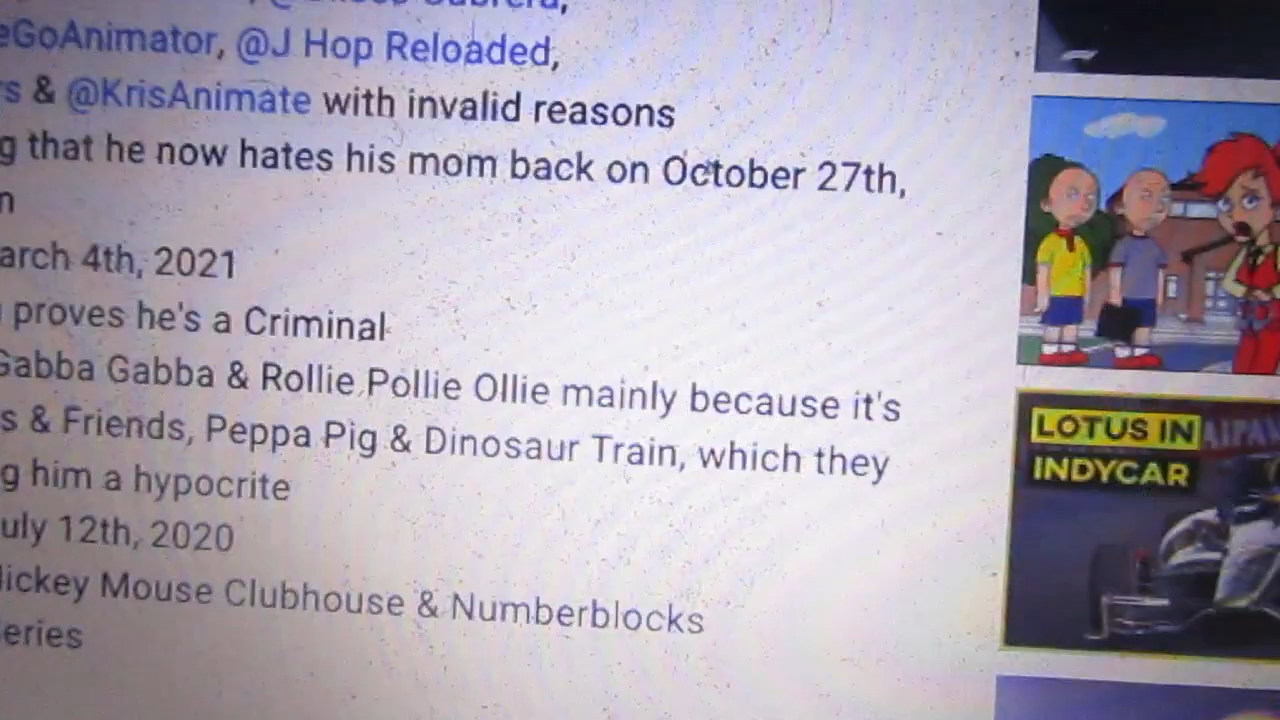 eGoAnimator, @J Hop Reloaded,
s & @KrisAnimate with invalid reasons
g that he now hates his mom back on October 27th,
n
arch 4th, 2021
proves he's a Criminal
Gabba Gabba & Rollie Pollie Ollie mainly because it's
s & Friends, Peppa Pig & Dinosaur Train, which they
g him a hypocrite
uly 12th, 2020
Mickey Mouse Clubhouse & Numberblocks
eries
LOTUS IN
INDYCAR